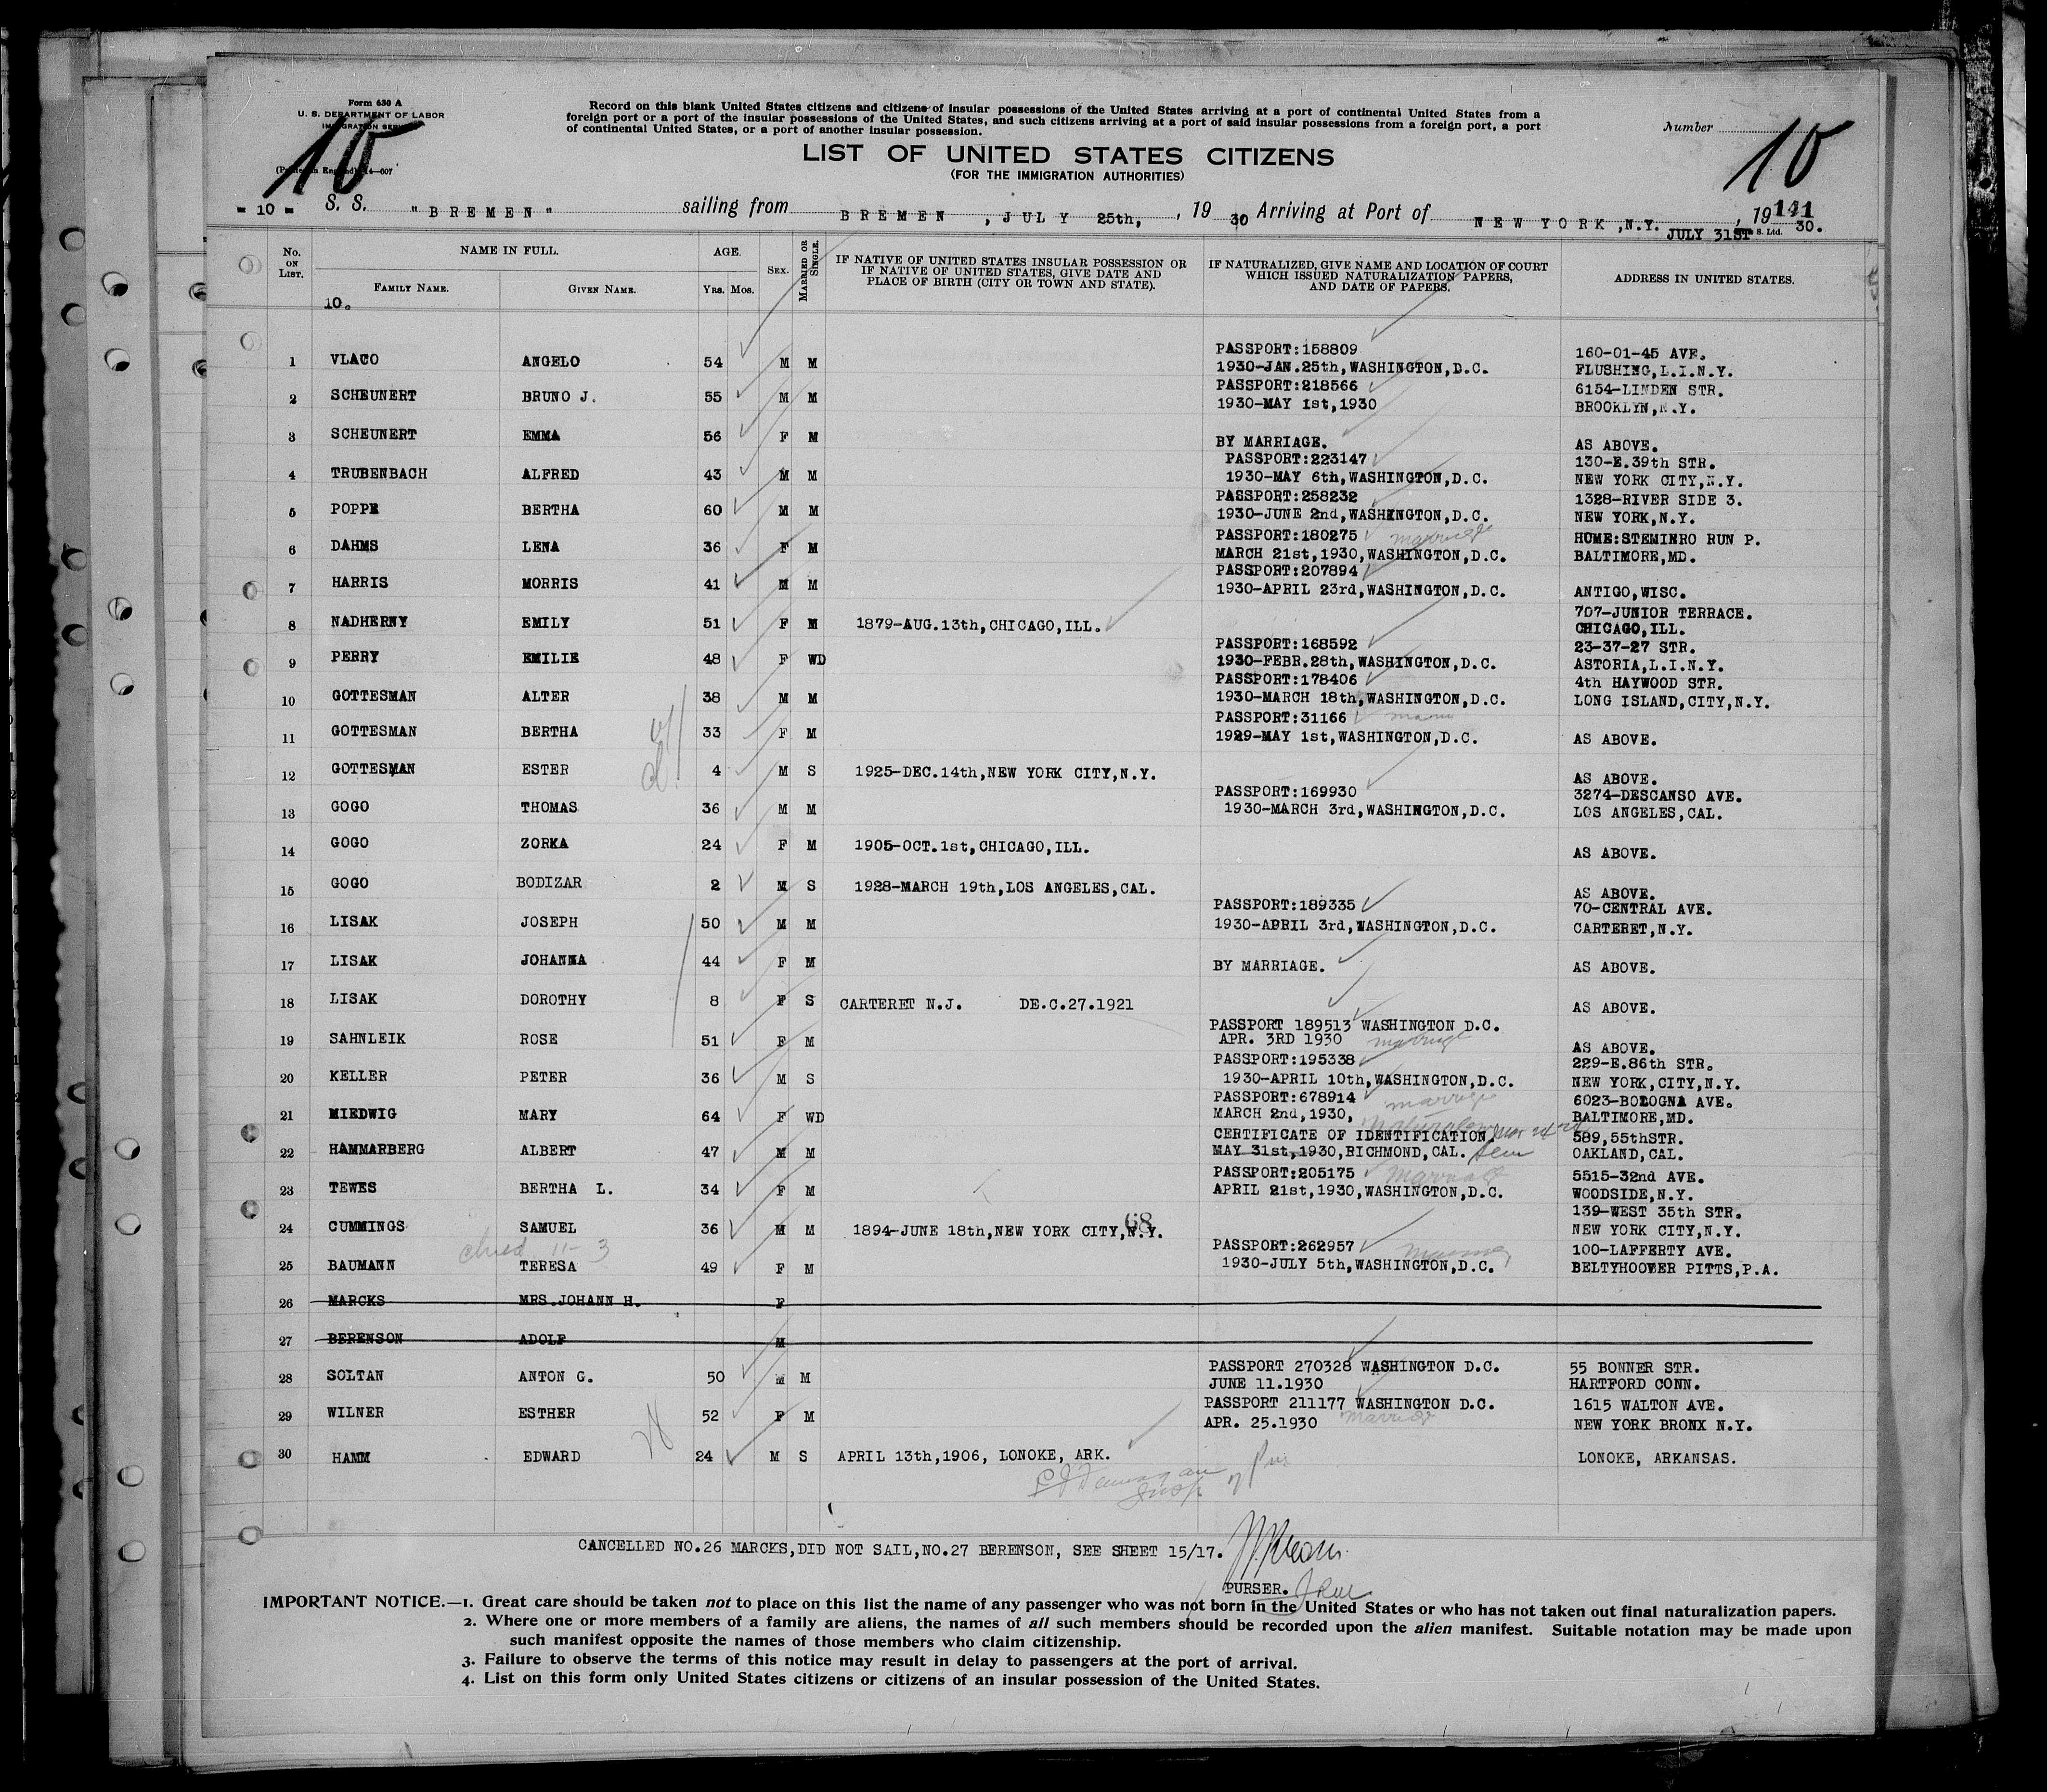 Form 630 A
U. S. DEPARTMENT OF LABOR
IMMIGRATION SERVICE
Record on this blank United States citizens and citizens of insular possessions of the United States arriving at a port of continental United States from a
foreign port or a port of the insular possessions of the United States, and such citizens arriving at a port of said insular possessions from a foreign port, a port
of continental United States, or a port of another insular possession.
Number
10
10
(Printed in England) 14—607
LIST OF UNITED STATES CITIZENS
(FOR THE IMMIGRATION AUTHORITIES)
- 10 - S. S. "BREMEN" sailing from BREMEN, JULY 25th, , 19 30 Arriving at Port of NEW YORK, N.Y. JULY 31ST , 19 30.
141
S. Ltd.
No. ON LIST. NAME IN FULL. AGE. SEX. MARRIED OR SINGLE. IF NATIVE OF UNITED STATES INSULAR POSSESSION OR IF NATIVE OF UNITED STATES, GIVE DATE AND PLACE OF BIRTH (CITY OR TOWN AND STATE). IF NATURALIZED, GIVE NAME AND LOCATION OF COURT WHICH ISSUED NATURALIZATION PAPERS, AND DATE OF PAPERS. ADDRESS IN UNITED STATES.
FAMILY NAME. GIVEN NAME. YRS. MOS.
10.
1 VLACO ANGELO 54 M M PASSPORT:158809 160-01-45 AVE.
1930-JAN.25th,WASHINGTON,D.C. FLUSHING,L.I.N.Y.
2 SCHEUNERT BRUNO J. 55 M M PASSPORT:218566 6154-LINDEN STR.
1930-MAY 1st,1930 BROOKLYN,N.Y.
3 SCHEUNERT EMMA 56 F M BY MARRIAGE. AS ABOVE.
4 TRUBENBACH ALFRED 43 M M PASSPORT:223147 130-E.39th STR.
1930-MAY 6th,WASHINGTON,D.C. NEW YORK CITY,N.Y.
5 POPPE BERTHA 60 M M PASSPORT:258232 1328-RIVER SIDE 3.
1930-JUNE 2nd,WASHINGTON,D.C. NEW YORK,N.Y.
6 DAHMS LENA 36 F M PASSPORT:180275 marriage HOME:STEMINRO RUN P.
MARCH 21st,1930,WASHINGTON,D.C. BALTIMORE,MD.
7 HARRIS MORRIS 41 M M PASSPORT:207894
1930-APRIL 23rd,WASHINGTON,D.C. ANTIGO,WISC.
8 NADHERNY EMILY 51 F M 1879-AUG.13th,CHICAGO,ILL. 707-JUNIOR TERRACE.
CHICAGO,ILL.
9 PERRY EMILIE 48 F WD PASSPORT:168592 23-37-27 STR.
1930-FEBR.28th,WASHINGTON,D.C. ASTORIA,L.I.N.Y.
10 GOTTESMAN ALTER 38 M M PASSPORT:178406 4th HAYWOOD STR.
1930-MARCH 18th,WASHINGTON,D.C. LONG ISLAND,CITY,N.Y.
11 GOTTESMAN BERTHA 33 F M PASSPORT:31166
1929-MAY 1st,WASHINGTON,D.C. AS ABOVE.
12 GOTTESMAN ESTER 4 M S 1925-DEC.14th,NEW YORK CITY,N.Y. AS ABOVE.
13 GOGO THOMAS 36 M M PASSPORT:169930 3274-DESCANSO AVE.
1930-MARCH 3rd,WASHINGTON,D.C. LOS ANGELES,CAL.
14 GOGO ZORKA 24 F M 1905-OCT.1st,CHICAGO,ILL. AS ABOVE.
15 GOGO BODIZAR 2 M S 1928-MARCH 19th,LOS ANGELES,CAL. AS ABOVE.
16 LISAK JOSEPH 50 M M PASSPORT:189335 70-CENTRAL AVE.
1930-APRIL 3rd,WASHINGTON,D.C. CARTERET,N.Y.
17 LISAK JOHANNA 44 F M BY MARRIAGE. AS ABOVE.
18 LISAK DOROTHY 8 F S CARTERET N.J. DE.C.27.1921 AS ABOVE.
19 SAHNLEIK ROSE 51 F M PASSPORT 189513 WASHINGTON D.C.
APR. 3RD 1930 marriage AS ABOVE.
20 KELLER PETER 36 M S PASSPORT:195338 229-E.86th STR.
1930-APRIL 10th,WASHINGTON,D.C. NEW YORK,CITY,N.Y.
21 MIEDWIG MARY 64 F WD PASSPORT:678914 marriage 6023-BOLOGNA AVE.
MARCH 2nd,1930, BALTIMORE,MD.
22 HAMMARBERG ALBERT 47 M M CERTIFICATE OF IDENTIFICATION. 589,55thSTR.
MAY 31st,1930,RICHMOND,CAL. OAKLAND,CAL.
23 TEWES BERTHA L. 34 F M PASSPORT:205175 marriage 5515-32nd AVE.
APRIL 21st,1930,WASHINGTON,D.C. WOODSIDE,N.Y.
24 CUMMINGS SAMUEL 36 M M 1894-JUNE 18th,NEW YORK CITY,N.Y. 68 139-WEST 35th STR.
NEW YORK CITY,N.Y.
25 BAUMANN TERESA 49 F M PASSPORT:262957 100-LAFFERTY AVE.
1930-JULY 5th,WASHINGTON,D.C. BELTYHOOVER PITTS,P.A.
26 MARCKS MRS.JOHANN H. F
27 BERENSON ADOLF M
28 SOLTAN ANTON G. 50 M M PASSPORT 270328 WASHINGTON D.C. 55 BONNER STR.
JUNE 11.1930 HARTFORD CONN.
29 WILNER ESTHER 52 F M PASSPORT 211177 WASHINGTON D.C. 1615 WALTON AVE.
APR. 25.1930 marriage NEW YORK BRONX N.Y.
30 HAMM EDWARD 24 M S APRIL 13th,1906, LONOKE, ARK. LONOKE, ARKANSAS.
CANCELLED NO.26 MARCKS,DID NOT SAIL,NO.27 BERENSON, SEE SHEET 15/17.
PURSER.
IMPORTANT NOTICE.—1. Great care should be taken not to place on this list the name of any passenger who was not born in the United States or who has not taken out final naturalization papers.
2. Where one or more members of a family are aliens, the names of all such members should be recorded upon the alien manifest. Suitable notation may be made upon
such manifest opposite the names of those members who claim citizenship.
3. Failure to observe the terms of this notice may result in delay to passengers at the port of arrival.
4. List on this form only United States citizens or citizens of an insular possession of the United States.